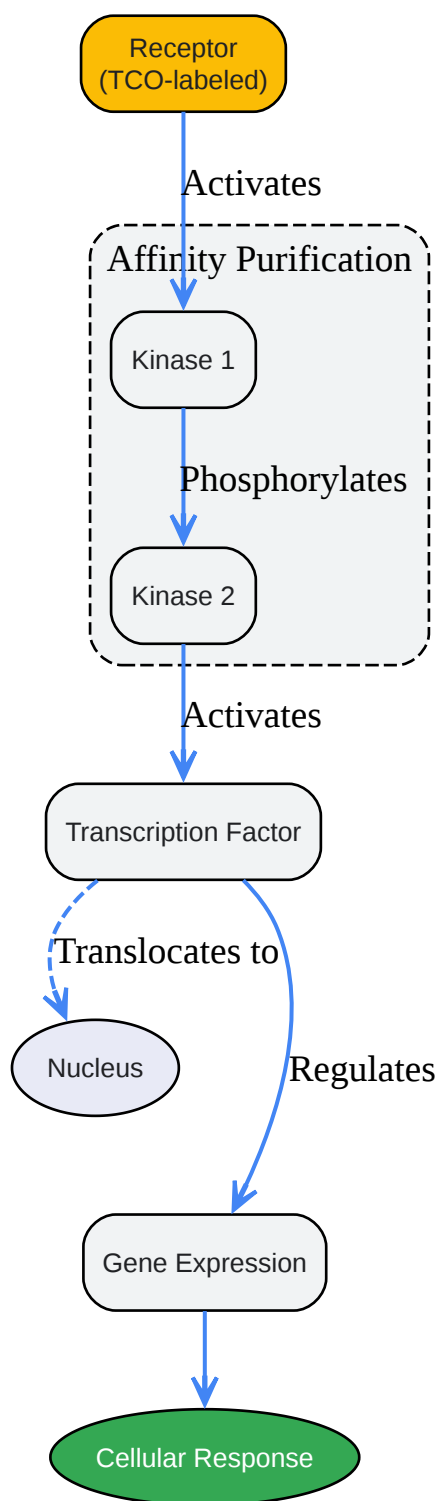 Receptor
(TCO-labeled)
Activates
Affinity Purification
Kinase 1
Phosphorylates
Kinase 2
Activates
Transcription Factor
Translocates to
Nucleus
Regulates
Gene Expression
Cellular Response